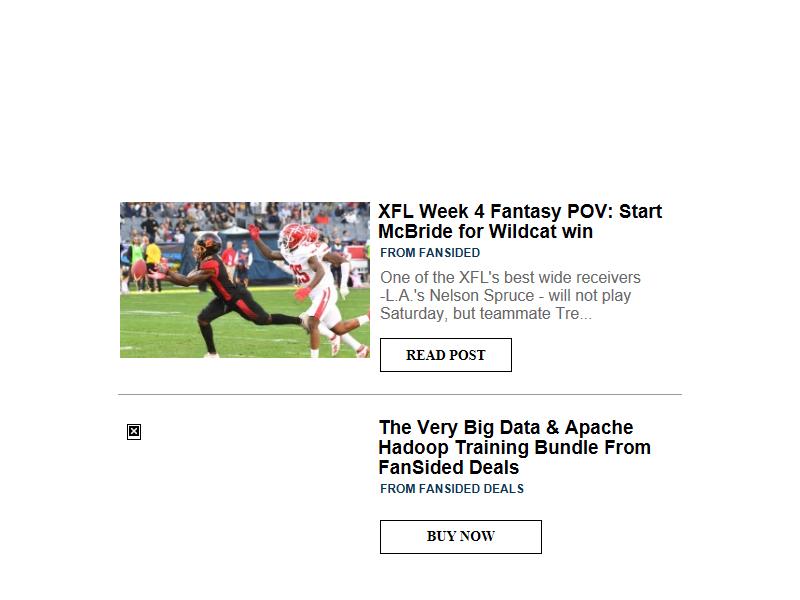 XFL Week 4 Fantasy POV: Start
McBride for Wildcat win
FROM FANSIDED
One of the XFL's best wide receivers
-L.A.'s Nelson Spruce - will not play
Saturday, but teammate Tre...
READ POST
The Very Big Data & Apache
Hadoop Training Bundle From
FanSided Deals
FROM FANSIDED DEALS
BUY NOW